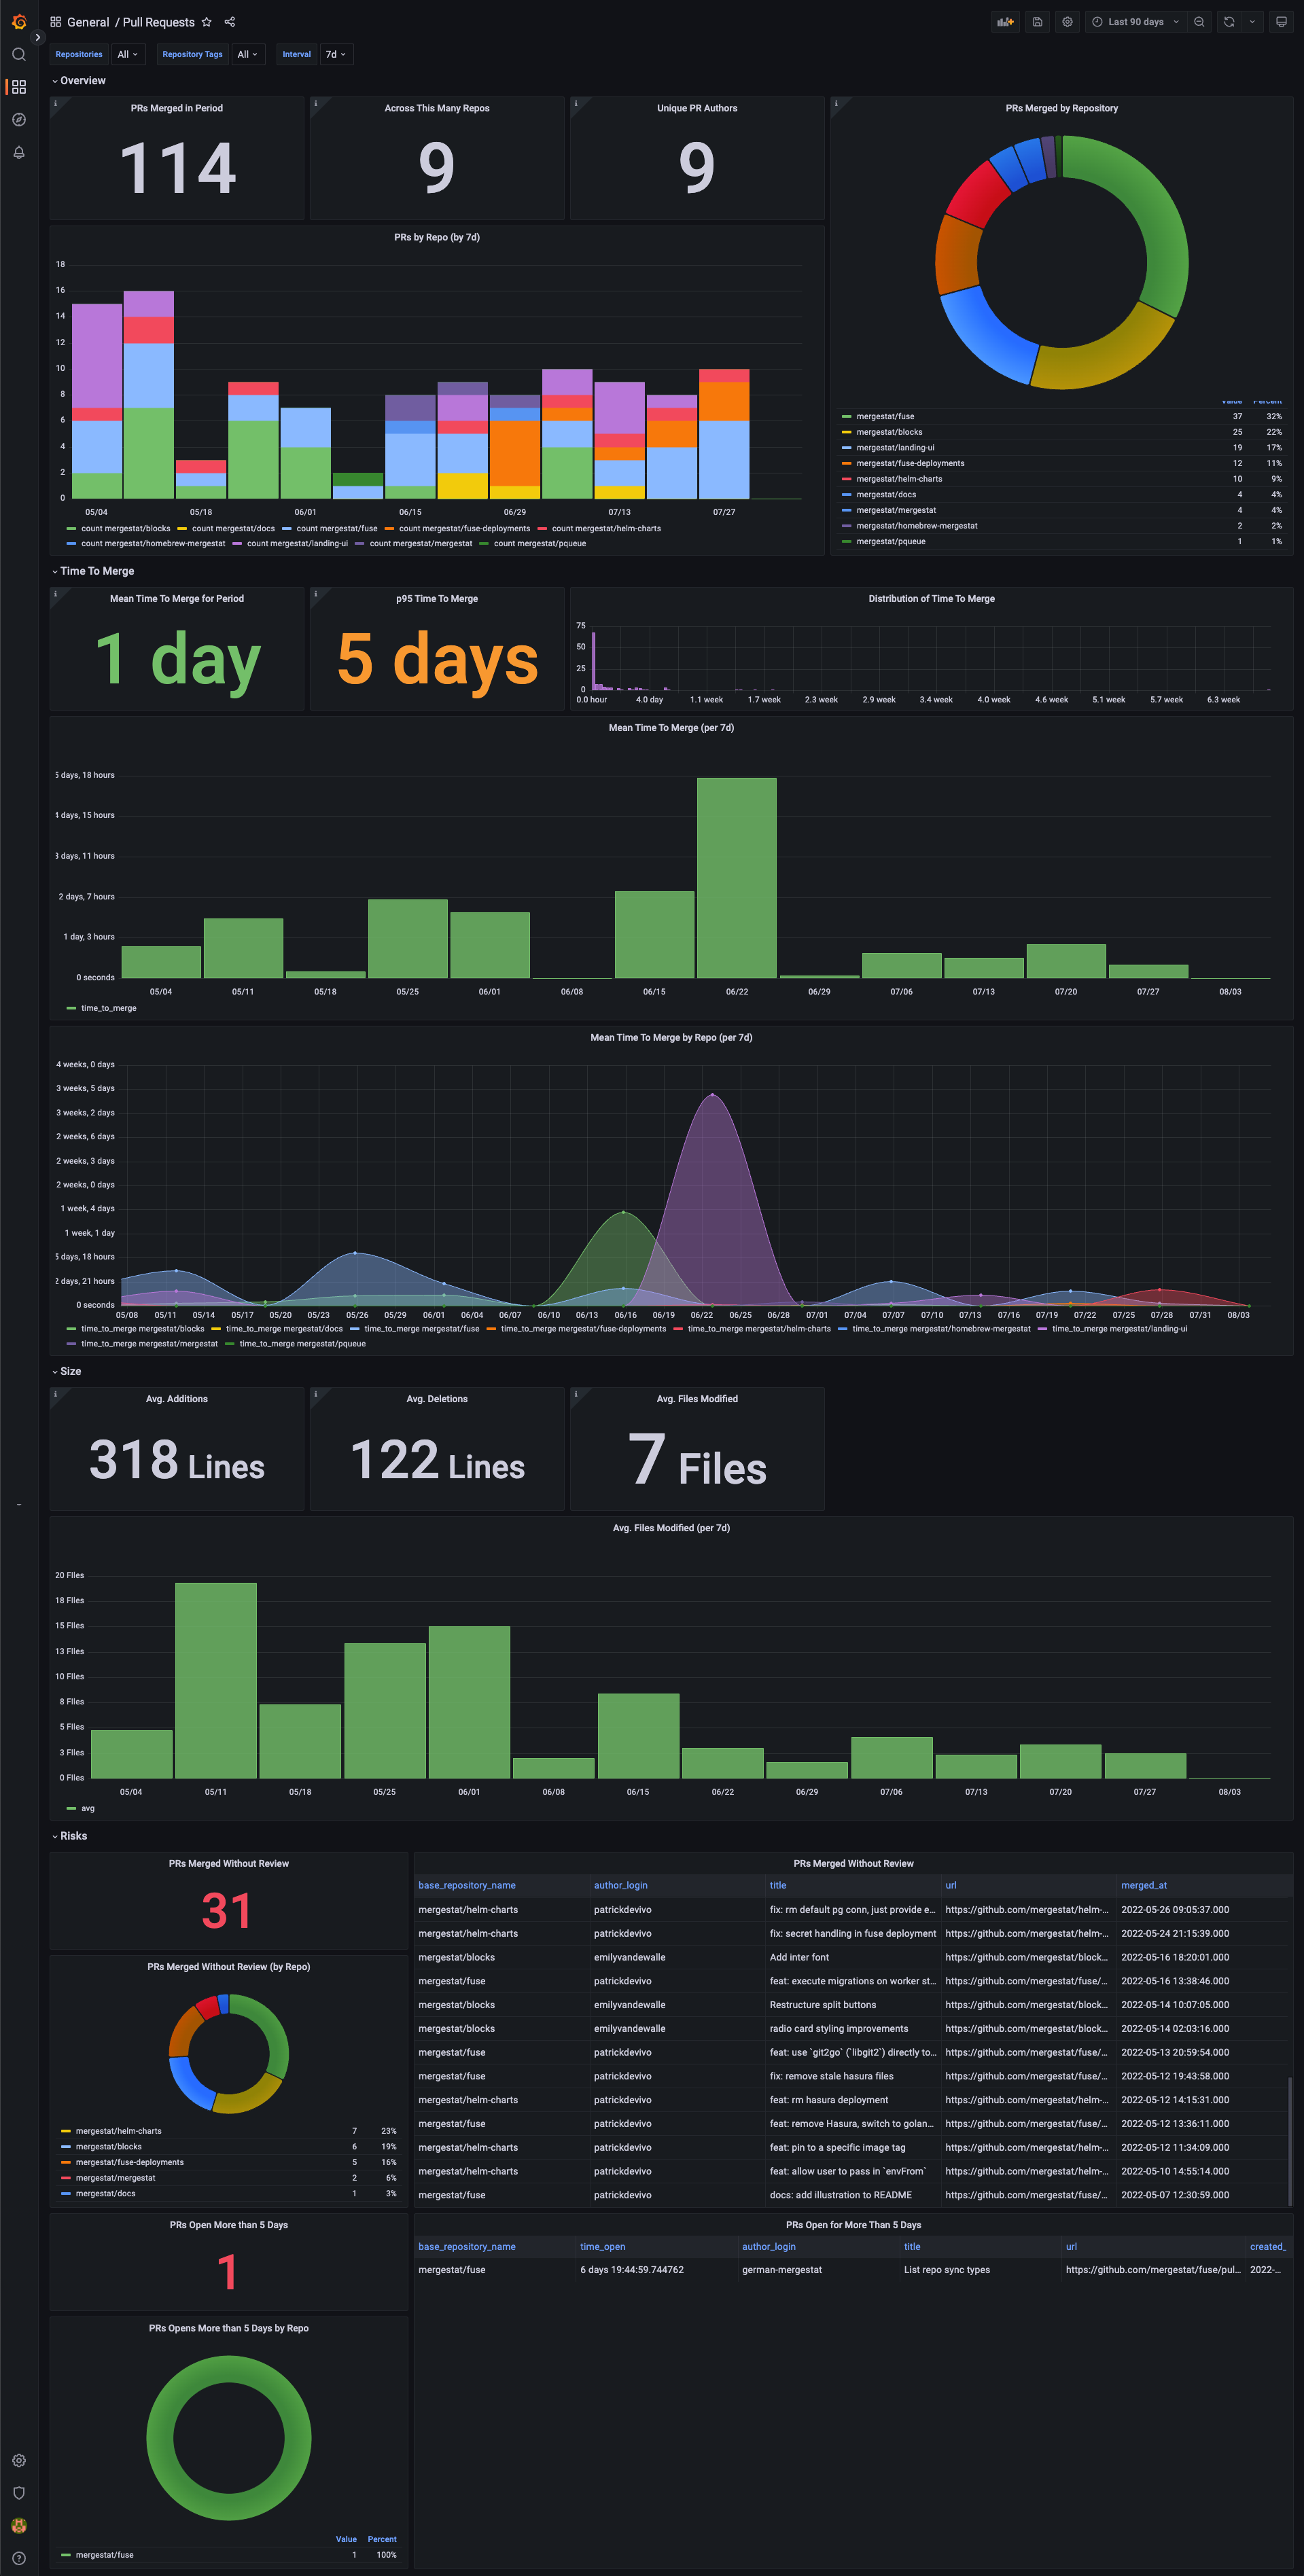 General / Pull Requests
Last 90 days
Repositories All Repository Tags All Interval 7d
Overview
PRs Merged in Period
114
Across This Many Repos
9
Unique PR Authors
9
PRs Merged by Repository
Value Percent
mergestat/fuse 37 32%
mergestat/blocks 25 22%
mergestat/landing-ui 19 17%
mergestat/fuse-deployments 12 11%
mergestat/helm-charts 10 9%
mergestat/docs 4 4%
mergestat/mergestat 4 4%
mergestat/homebrew-mergestat 2 2%
mergestat/pqueue 1 1%
PRs by Repo (by 7d)
18
16
14
12
10
8
6
4
2
0
05/04 05/18 06/01 06/15 06/29 07/13 07/27
count mergestat/blocks count mergestat/docs count mergestat/fuse count mergestat/fuse-deployments count mergestat/helm-charts
count mergestat/homebrew-mergestat count mergestat/landing-ui count mergestat/mergestat count mergestat/pqueue
Time To Merge
Mean Time To Merge for Period
1 day
p95 Time To Merge
5 days
Distribution of Time To Merge
75
50
25
0
0.0 hour 4.0 day 1.1 week 1.7 week 2.3 week 2.9 week 3.4 week 4.0 week 4.6 week 5.1 week 5.7 week 6.3 week
Mean Time To Merge (per 7d)
5 days, 18 hours
4 days, 15 hours
3 days, 11 hours
2 days, 7 hours
1 day, 3 hours
0 seconds
05/04 05/11 05/18 05/25 06/01 06/08 06/15 06/22 06/29 07/06 07/13 07/20 07/27 08/03
time_to_merge
Mean Time To Merge by Repo (per 7d)
4 weeks, 0 days
3 weeks, 5 days
3 weeks, 2 days
2 weeks, 6 days
2 weeks, 3 days
2 weeks, 0 days
1 week, 4 days
1 week, 1 day
5 days, 18 hours
2 days, 21 hours
0 seconds
05/08 05/11 05/14 05/17 05/20 05/23 05/26 05/29 06/01 06/04 06/07 06/10 06/13 06/16 06/19 06/22 06/25 06/28 07/01 07/04 07/07 07/10 07/13 07/16 07/19 07/22 07/25 07/28 07/31 08/03
time_to_merge mergestat/blocks time_to_merge mergestat/docs time_to_merge mergestat/fuse time_to_merge mergestat/fuse-deployments time_to_merge mergestat/helm-charts time_to_merge mergestat/homebrew-mergestat time_to_merge mergestat/landing-ui
time_to_merge mergestat/mergestat time_to_merge mergestat/pqueue
Size
Avg. Additions
318 Lines
Avg. Deletions
122 Lines
Avg. Files Modified
7 Files
Avg. Files Modified (per 7d)
20 FIles
18 FIles
15 FIles
13 FIles
10 FIles
8 FIles
5 FIles
3 FIles
0 FIles
05/04 05/11 05/18 05/25 06/01 06/08 06/15 06/22 06/29 07/06 07/13 07/20 07/27 08/03
avg
Risks
PRs Merged Without Review
31
PRs Merged Without Review (by Repo)
mergestat/helm-charts 7 23%
mergestat/blocks 6 19%
mergestat/fuse-deployments 5 16%
mergestat/mergestat 2 6%
mergestat/docs 1 3%
PRs Merged Without Review
base_repository_name author_login title url merged_at
mergestat/helm-charts patrickdevivo fix: rm default pg conn, just provide e... https://github.com/mergestat/helm-... 2022-05-26 09:05:37.000
mergestat/helm-charts patrickdevivo fix: secret handling in fuse deployment https://github.com/mergestat/helm-... 2022-05-24 21:15:39.000
mergestat/blocks emilyvandewalle Add inter font https://github.com/mergestat/block... 2022-05-16 18:20:01.000
mergestat/fuse patrickdevivo feat: execute migrations on worker st... https://github.com/mergestat/fuse/... 2022-05-16 13:38:46.000
mergestat/blocks emilyvandewalle Restructure split buttons https://github.com/mergestat/block... 2022-05-14 10:07:05.000
mergestat/blocks emilyvandewalle radio card styling improvements https://github.com/mergestat/block... 2022-05-14 02:03:16.000
mergestat/fuse patrickdevivo feat: use `git2go` (`libgit2`) directly to... https://github.com/mergestat/fuse/... 2022-05-13 20:59:54.000
mergestat/fuse patrickdevivo fix: remove stale hasura files https://github.com/mergestat/fuse/... 2022-05-12 19:43:58.000
mergestat/helm-charts patrickdevivo feat: rm hasura deployment https://github.com/mergestat/helm-... 2022-05-12 14:15:31.000
mergestat/fuse patrickdevivo feat: remove Hasura, switch to golan... https://github.com/mergestat/fuse/... 2022-05-12 13:36:11.000
mergestat/helm-charts patrickdevivo feat: pin to a specific image tag https://github.com/mergestat/helm-... 2022-05-12 11:34:09.000
mergestat/helm-charts patrickdevivo feat: allow user to pass in `envFrom` https://github.com/mergestat/helm-... 2022-05-10 14:55:14.000
mergestat/fuse patrickdevivo docs: add illustration to README https://github.com/mergestat/fuse/... 2022-05-07 12:30:59.000
PRs Open More than 5 Days
1
PRs Opens More than 5 Days by Repo
Value Percent
mergestat/fuse 1 100%
PRs Open for More Than 5 Days
base_repository_name time_open author_login title url created_
mergestat/fuse 6 days 19:44:59.744762 german-mergestat List repo sync types https://github.com/mergestat/fuse/pul... 2022-...